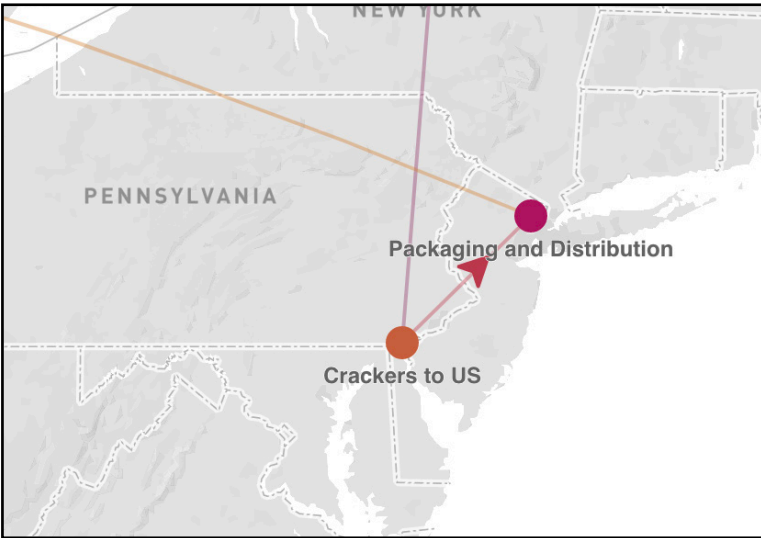 NEW YORK
PENNSYLVANIA
Packaging and Distribution
Crackers to US